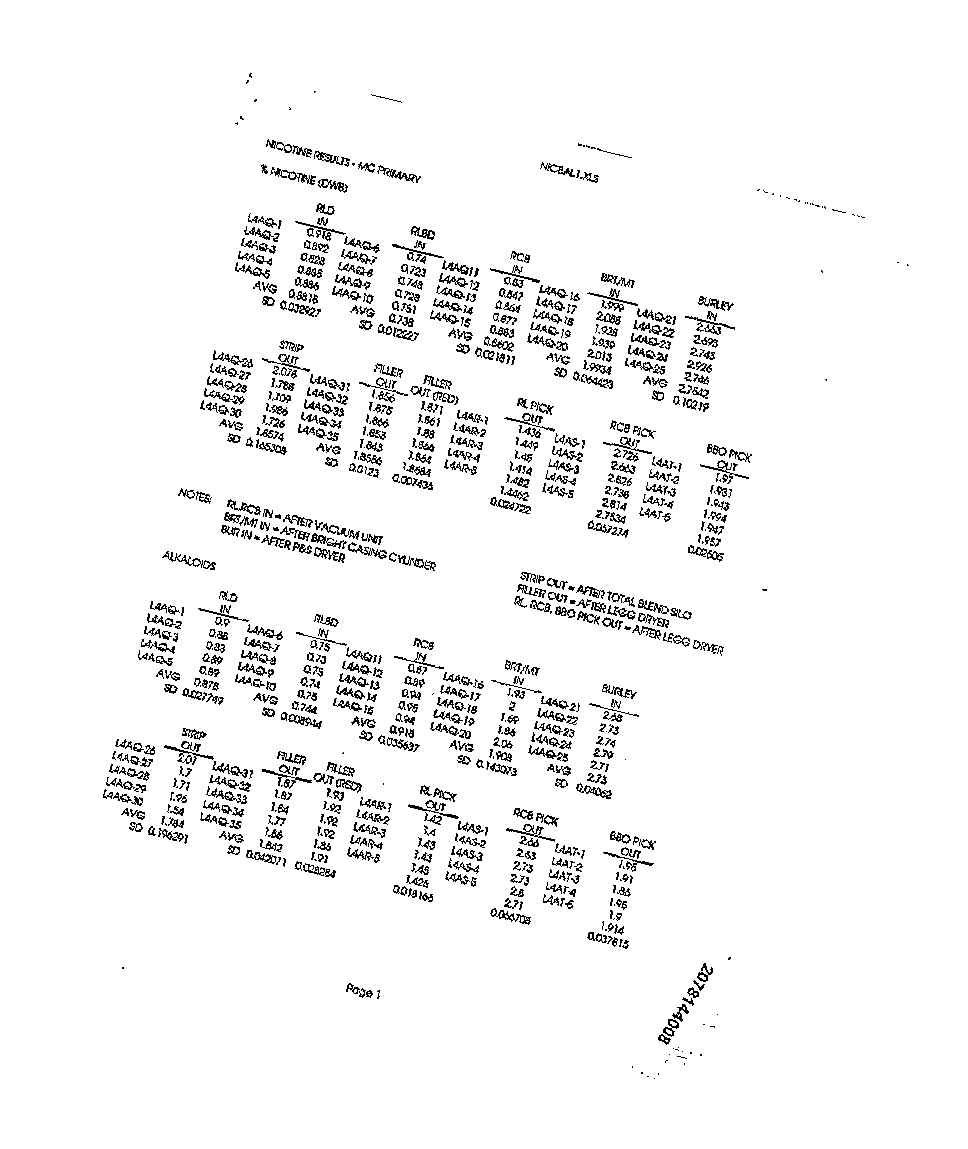 NICOTINE RESULTS - MC PRIMARY NICBAL1.XLS
% NICOTINE (DWB)
RLD RLBD RCB BRT/MT BURLEY
IN IN IN IN IN
L4AQ-1 0.918 L4AQ-6 0.74 L4AQ11 0.83 L4AQ-16 1.999 L4AQ-21 2.663
L4AQ-2 0.892 L4AQ-7 0.723 L4AQ-12 0.847 L4AQ-17 2.088 L4AQ-22 2.693
L4AQ-3 0.828 L4AQ-8 0.748 L4AQ-13 0.864 L4AQ-18 1.928 L4AQ-23 2.743
L4AQ-4 0.885 L4AQ-9 0.728 L4AQ-14 0.877 L4AQ-19 1.939 L4AQ-24 2.926
L4AQ-5 0.886 L4AQ-10 0.751 L4AQ-15 0.883 L4AQ-20 2.013 L4AQ-25 2.746
AVG 0.8818 AVG 0.738 AVG 0.8602 AVG 1.9934 AVG 2.7542
SD 0.032927 SD 0.012227 SD 0.021811 SD 0.064423 SD 0.10219
STRIP FILLER FILLER RL PICK RCB PICK BBO PICK
OUT OUT OUT (RED) OUT OUT OUT
L4AQ-26 2.078 L4AQ-31 1.856 1.871 L4AR-1 1.436 L4AS-1 2.726 L4AT-1 1.97
L4AQ-27 1.788 L4AQ-32 1.875 1.861 L4AR-2 1.449 L4AS-2 2.663 L4AT-2 1.931
L4AQ-28 1.709 L4AQ-33 1.866 1.88 L4AR-3 1.45 L4AS-3 2.826 L4AT-3 1.943
L4AQ-29 1.986 L4AQ-34 1.853 1.866 L4AR-4 1.414 L4AS-4 2.738 L4AT-4 1.994
L4AQ-30 1.726 L4AQ-35 1.843 1.864 L4AR-5 1.482 L4AS-5 2.814 L4AT-5 1.947
AVG 1.8574 AVG 1.8586 1.8684 1.4462 2.7534 1.957
SD 0.165308 SD 0.0123 0.007436 0.024722 0.067274 0.02505
NOTES: RL,RCB IN = AFTER VACUUM UNIT STRIP OUT = AFTER TOTAL BLEND SILO
BRT/MT IN = AFTER BRIGHT CASING CYLINDER FILLER OUT = AFTER LEGG DRYER
BUR IN = AFTER P&S DRYER RL, RCB, BBO PICK OUT = AFTER LEGG DRYER
ALKALOIDS
RLD RLBD RCB BRT/MT BURLEY
IN IN IN IN IN
L4AQ-1 0.9 L4AQ-6 0.75 L4AQ11 0.87 L4AQ-16 1.93 L4AQ-21 2.68
L4AQ-2 0.88 L4AQ-7 0.73 L4AQ-12 0.89 L4AQ-17 2 L4AQ-22 2.73
L4AQ-3 0.83 L4AQ-8 0.75 L4AQ-13 0.94 L4AQ-18 1.69 L4AQ-23 2.74
L4AQ-4 0.89 L4AQ-9 0.74 L4AQ-14 0.95 L4AQ-19 1.86 L4AQ-24 2.79
L4AQ-5 0.89 L4AQ-10 0.75 L4AQ-15 0.94 L4AQ-20 2.06 L4AQ-25 2.71
AVG 0.878 AVG 0.744 AVG 0.918 AVG 1.908 AVG 2.73
SD 0.027749 SD 0.008944 SD 0.035637 SD 0.143073 SD 0.04062
STRIP FILLER FILLER RL PICK RCB PICK BBO PICK
OUT OUT OUT (RED) OUT OUT OUT
L4AQ-26 2.01 L4AQ-31 1.87 1.93 L4AR-1 1.42 L4AS-1 2.66 L4AT-1 1.95
L4AQ-27 1.7 L4AQ-32 1.87 1.92 L4AR-2 1.4 L4AS-2 2.63 L4AT-2 1.91
L4AQ-28 1.71 L4AQ-33 1.84 1.92 L4AR-3 1.43 L4AS-3 2.73 L4AT-3 1.86
L4AQ-29 1.96 L4AQ-34 1.77 1.92 L4AR-4 1.43 L4AS-4 2.73 L4AT-4 1.95
L4AQ-30 1.54 L4AQ-35 1.86 1.86 L4AR-5 1.45 L4AS-5 2.8 L4AT-5 1.9
AVG 1.784 AVG 1.842 1.91 1.426 2.71 1.914
SD 0.196291 SD 0.042071 0.028284 0.018166 0.066708 0.037815
Page 1
2078144008